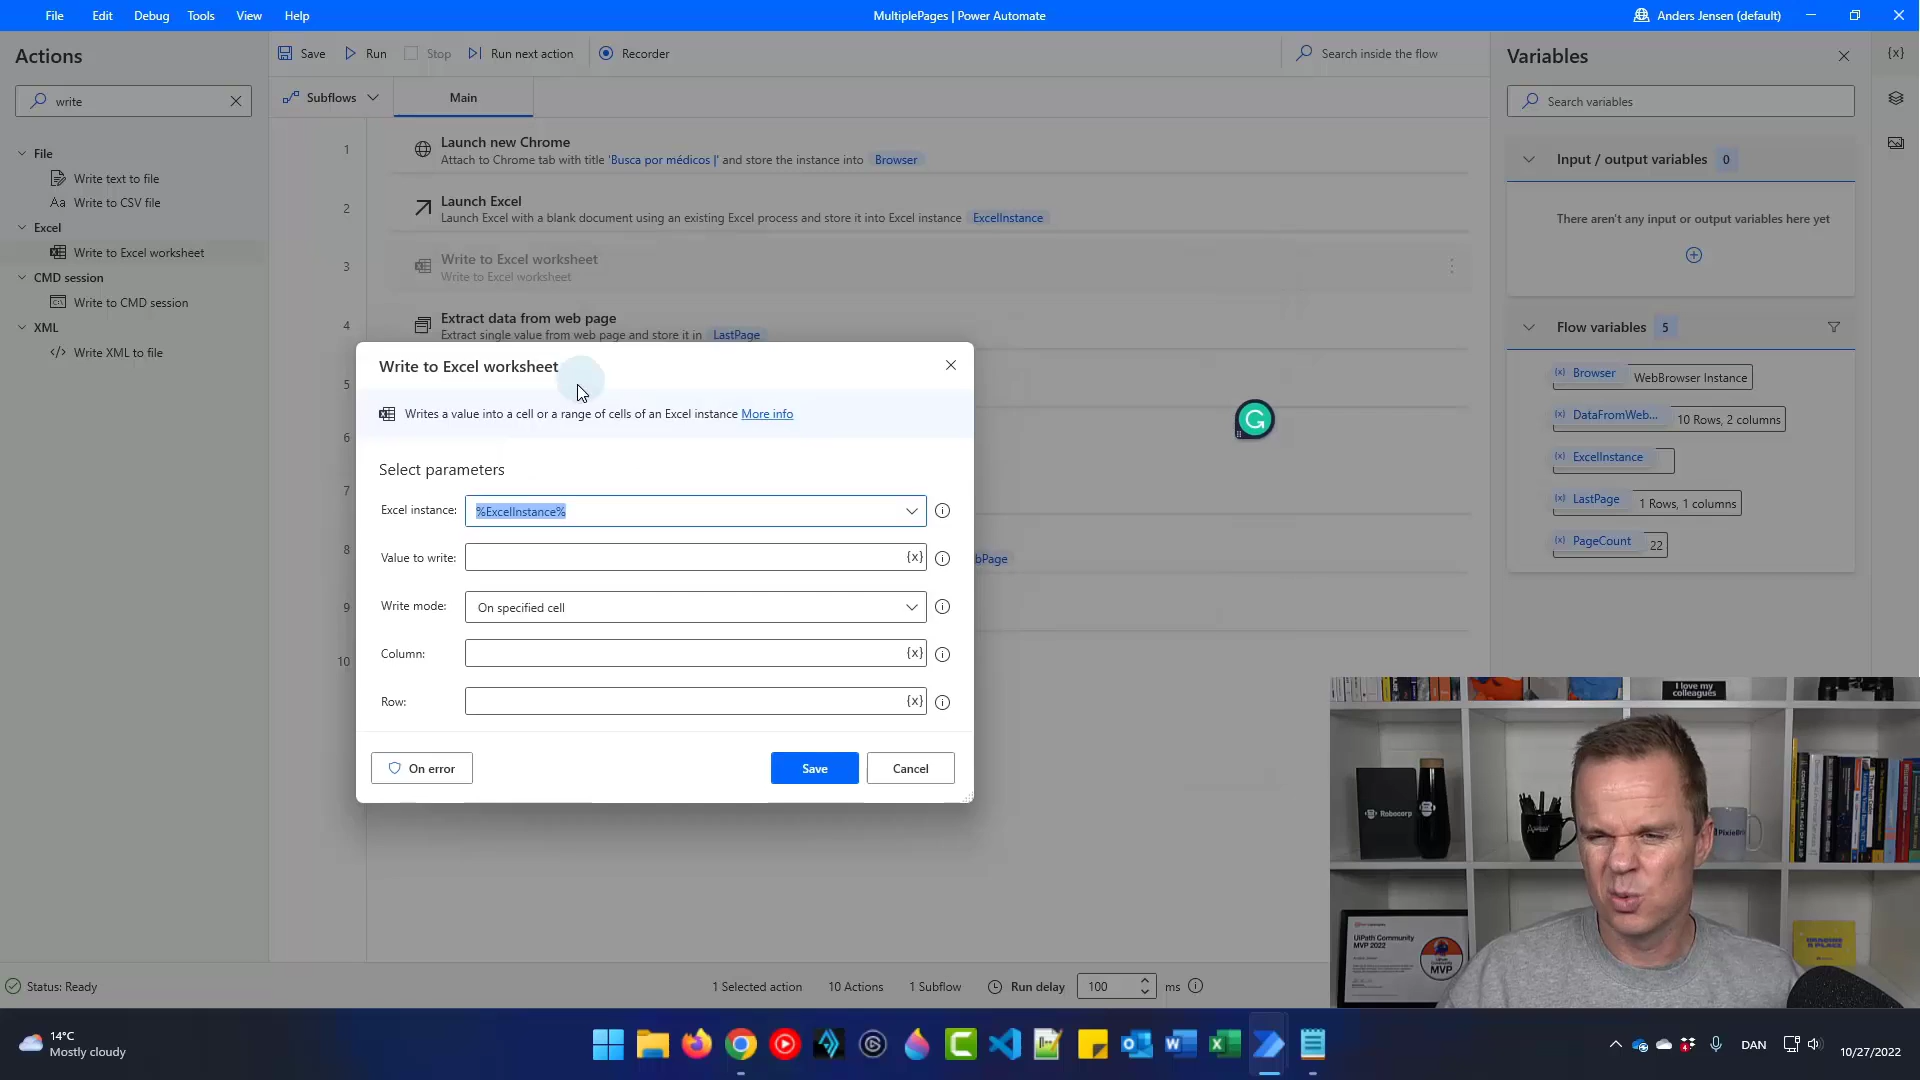 File Edit Debug Tools View Help
MultiplePages | Power Automate
Anders Jensen (default)
Actions
write
File
Write text to file
Write to CSV file
Excel
Write to Excel worksheet
CMD session
Write to CMD session
XML
Write XML to file
Save Run Stop Run next action Recorder
Search inside the flow
Subflows Main
1
Launch new Chrome
Attach to Chrome tab with title 'Busca por médicos |' and store the instance into Browser
2
Launch Excel
Launch Excel with a blank document using an existing Excel process and store it into Excel instance ExcelInstance
3
Write to Excel worksheet
Write to Excel worksheet
4
Extract data from web page
Extract single value from web page and store it in LastPage
5
6
7
8
bPage
9
10
Write to Excel worksheet
Writes a value into a cell or a range of cells of an Excel instance More info
Select parameters
Excel instance: %ExcelInstance%
Value to write: {x}
Write mode: On specified cell
Column: {x}
Row: {x}
On error Save Cancel
Variables
{x}
Search variables
Input / output variables 0
There aren't any input or output variables here yet
Flow variables 5
(x) Browser WebBrowser Instance
(x) DataFromWeb... 10 Rows, 2 columns
(x) ExcelInstance
(x) LastPage 1 Rows, 1 columns
(x) PageCount 22
I love my
colleagues
Robocorp
UiPath Community
MVP 2022
MVP
Status: Ready
1 Selected action 10 Actions 1 Subflow Run delay 100 ms
14°C
Mostly cloudy
DAN
10/27/2022